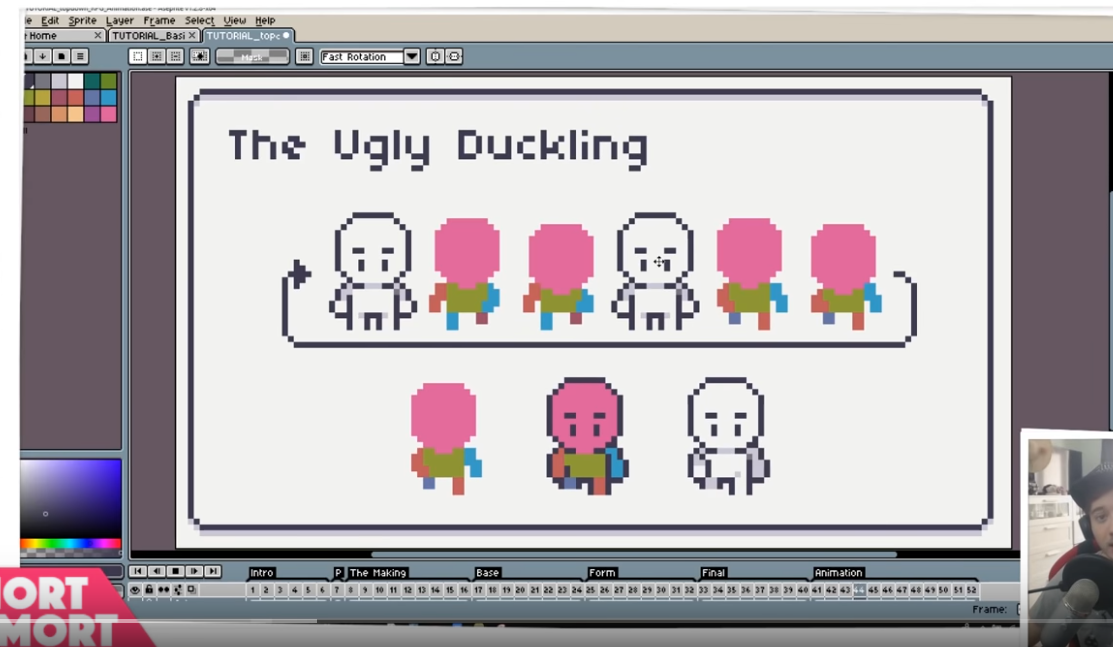 Edit Sprite Layer Frame Select View Help
Home TUTORIAL_Basi TUTORIAL_topc
Mask Fast Rotation
The Ugly Duckling
Intro P The Making Base Form Final Animation
1 2 3 4 5 6 7 8 9 10 11 12 13 14 15 16 17 18 19 20 21 22 23 24 25 26 27 28 29 30 31 32 33 34 35 36 37 38 39 40 41 42 43 44 45 46 47 48 49 50 51 52
Frame:
HORT
MORT